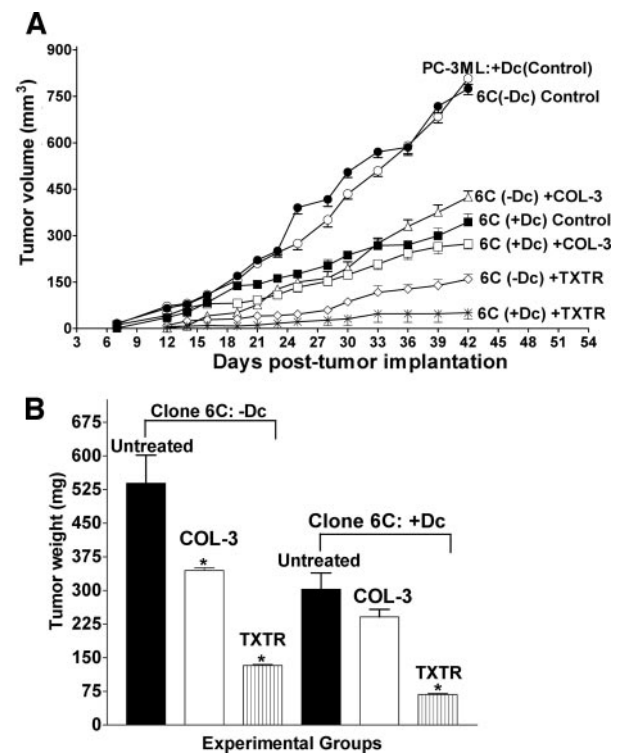 A
Tumor volume (mm³)
900
750
600
450
300
150
0
PC-3ML:+Dc(Control)
6C(-Dc) Control
6C (-Dc) +COL-3
6C (+Dc) Control
6C (+Dc) +COL-3
6C (-Dc) +TXTR
6C (+Dc) +TXTR
3 6 9 12 15 18 21 24 27 30 33 36 39 42 45 48 51 54
Days post-tumor implantation
B
Tumor weight (mg)
675
600
525
450
375
300
225
150
75
0
Clone 6C: -Dc
Untreated
COL-3
*
TXTR
*
Clone 6C: +Dc
Untreated
COL-3
TXTR
*
Experimental Groups